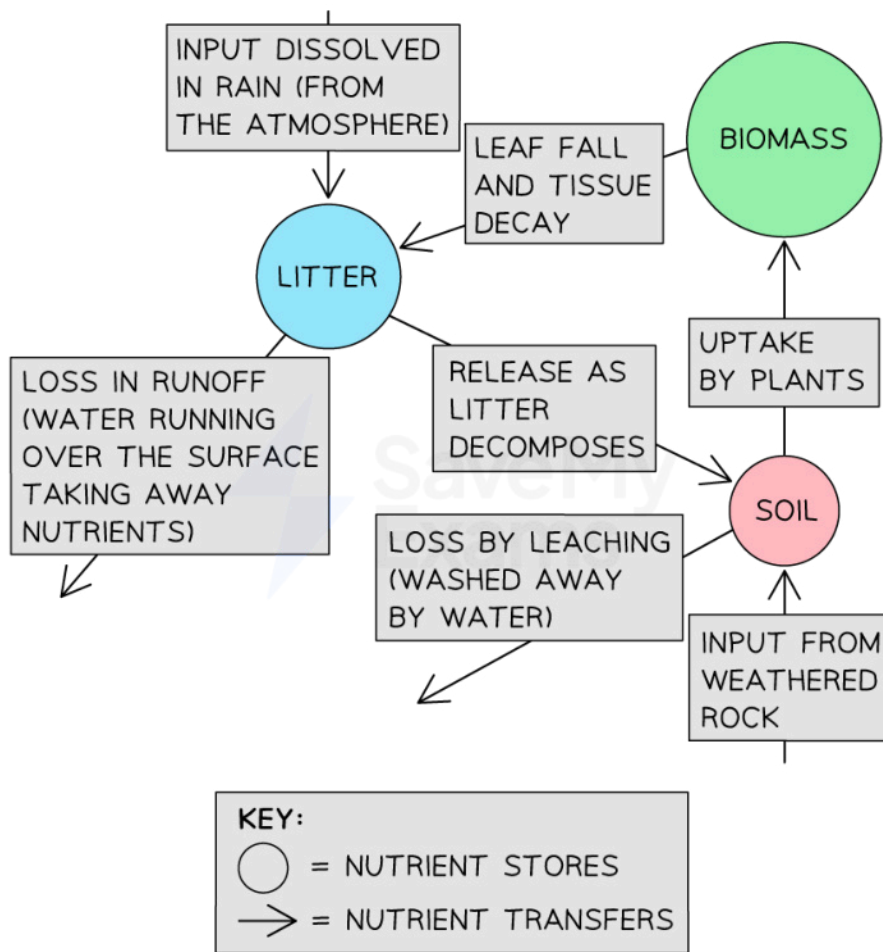 INPUT DISSOLVED
IN RAIN (FROM
THE ATMOSPHERE)
BIOMASS
LEAF FALL
AND TISSUE
DECAY
LITTER
UPTAKE
BY PLANTS
LOSS IN RUNOFF
(WATER RUNNING
OVER THE SURFACE
TAKING AWAY
NUTRIENTS)
RELEASE AS
LITTER
DECOMPOSES
SaveMy
Exams
SOIL
LOSS BY LEACHING
(WASHED AWAY
BY WATER)
INPUT FROM
WEATHERED
ROCK
KEY:
= NUTRIENT STORES
= NUTRIENT TRANSFERS